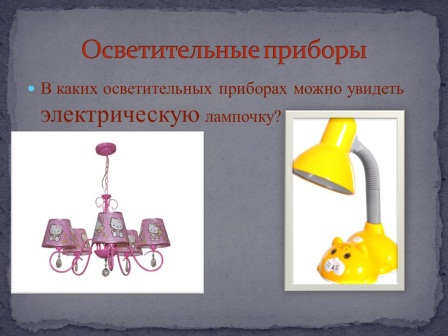 Осветительные приборы
В каких осветительных приборах можно увидеть
электрическую лампочку?